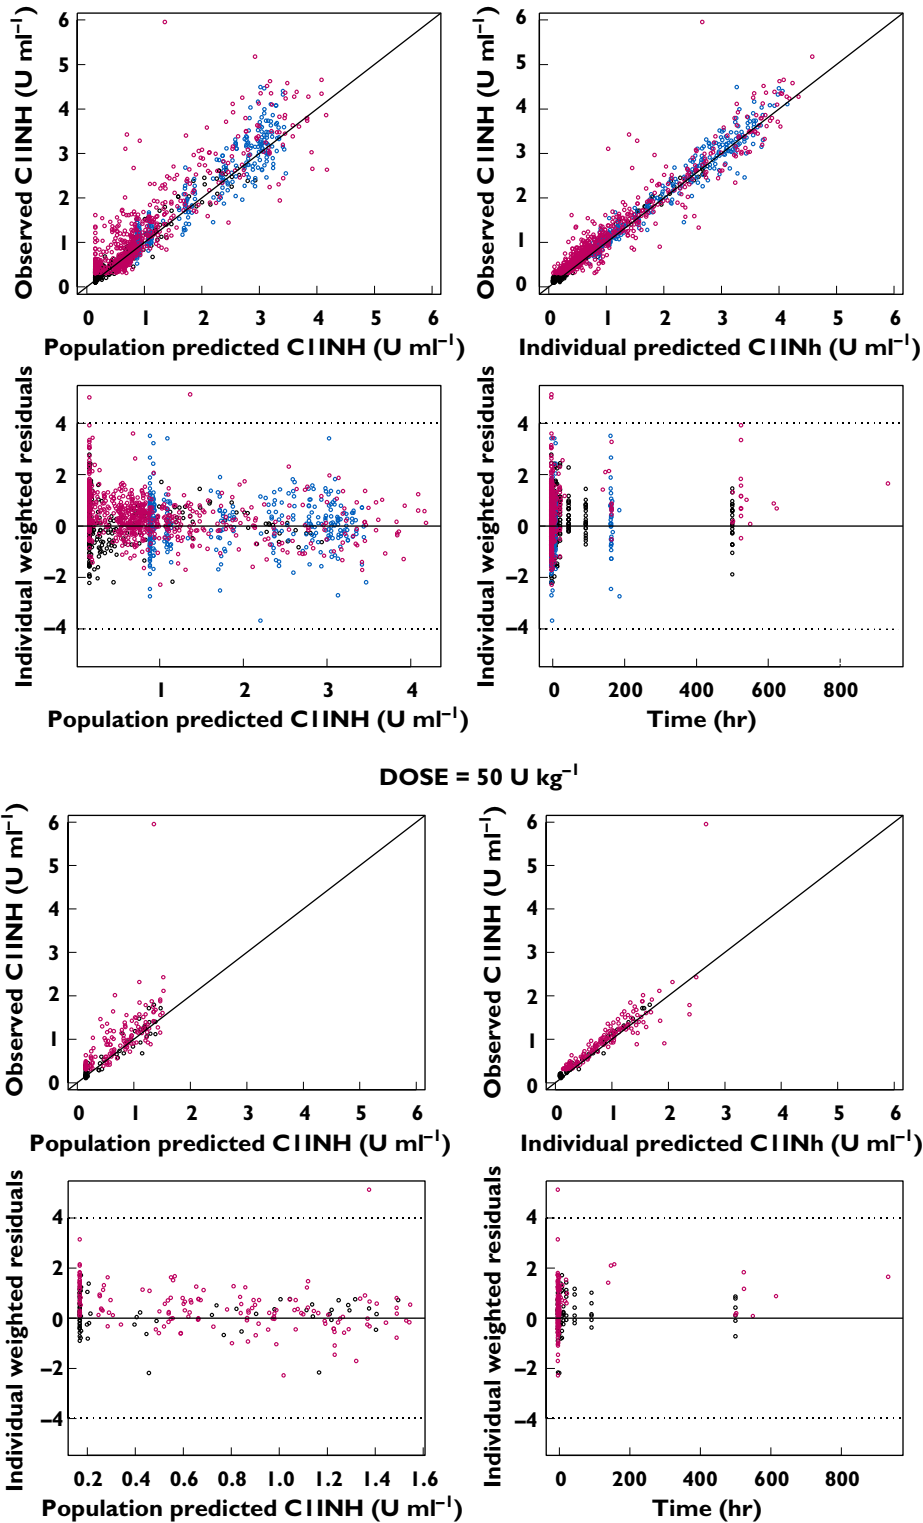 Observed C1INH (U ml⁻¹)
6
5
4
3
2
1
0
0 1 2 3 4 5 6
Population predicted C1INH (U ml⁻¹)
Observed C1INH (U ml⁻¹)
6
5
4
3
2
1
0
0 1 2 3 4 5 6
Individual predicted C1INh (U ml⁻¹)
Individual weighted residuals
4
2
0
−2
−4
1 2 3 4
Population predicted C1INH (U ml⁻¹)
Individual weighted residuals
4
2
0
−2
−4
0 200 400 600 800
Time (hr)
DOSE = 50 U kg⁻¹
Observed C1INH (U ml⁻¹)
6
5
4
3
2
1
0
0 1 2 3 4 5 6
Population predicted C1INH (U ml⁻¹)
Observed C1INH (U ml⁻¹)
6
5
4
3
2
1
0
0 1 2 3 4 5 6
Individual predicted C1INh (U ml⁻¹)
Individual weighted residuals
4
2
0
−2
−4
0.2 0.4 0.6 0.8 1.0 1.2 1.4 1.6
Population predicted C1INH (U ml⁻¹)
Individual weighted residuals
4
2
0
−2
−4
0 200 400 600 800
Time (hr)